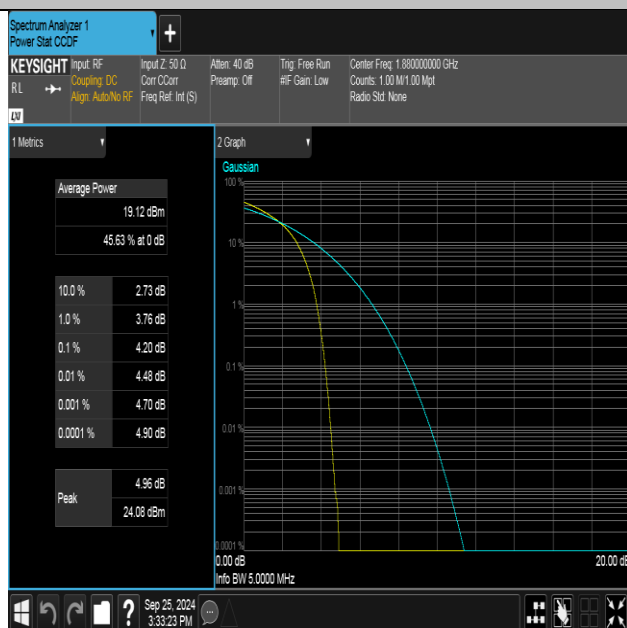 Spectrum Analyzer 1
Power Stat CCDF
KEYSIGHT
RL
LXI
Input: RF
Coupling: DC
Align: Auto/No RF
Input Z: 50 Ω
Corr CCorr
Freq Ref: Int (S)
Atten: 40 dB
Preamp: Off
Trig: Free Run
#IF Gain: Low
Center Freq: 1.880000000 GHz
Counts: 1.00 M/1.00 Mpt
Radio Std: None
1 Metrics
Average Power
19.12 dBm
45.63 % at 0 dB
10.0 % 2.73 dB
1.0 % 3.76 dB
0.1 % 4.20 dB
0.01 % 4.48 dB
0.001 % 4.70 dB
0.0001 % 4.90 dB
Peak
4.96 dB
24.08 dBm
2 Graph
Gaussian
100 %
10 %
1 %
0.1 %
0.01 %
0.001 %
0.0001 %
0.00 dB 20.00 dB
Info BW 5.0000 MHz
?
Sep 25, 2024
3:33:23 PM